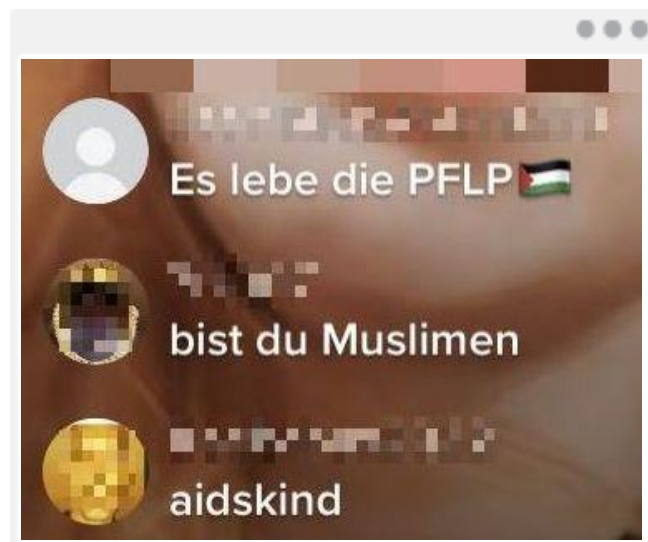 Es lebe die PFLP🇵🇸
bist du Muslimen
aidskind